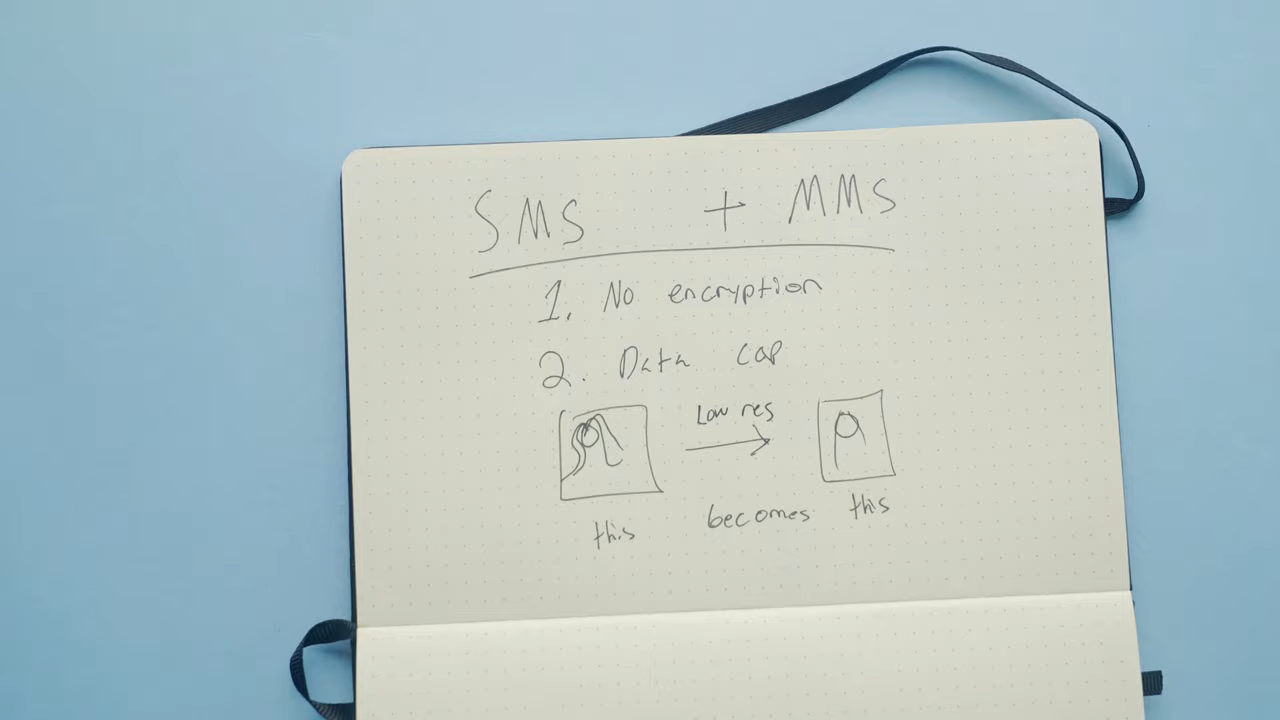 SMS + MMS
1. No encryption
2. Data cap
Low res
this becomes this